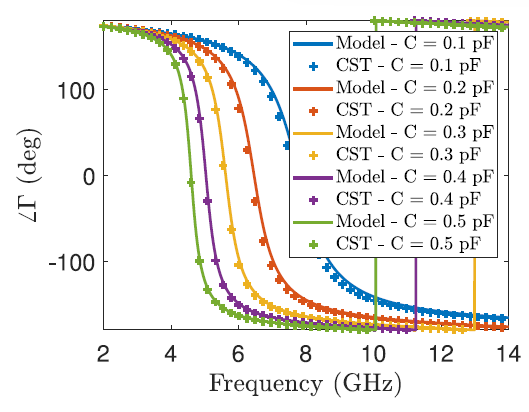 ∠Γ (deg)
100
0
-100
2
4
6
8
10
12
14
Frequency (GHz)
Model - C = 0.1 pF
CST - C = 0.1 pF
Model - C = 0.2 pF
CST - C = 0.2 pF
Model - C = 0.3 pF
CST - C = 0.3 pF
Model - C = 0.4 pF
CST - C = 0.4 pF
Model - C = 0.5 pF
CST - C = 0.5 pF